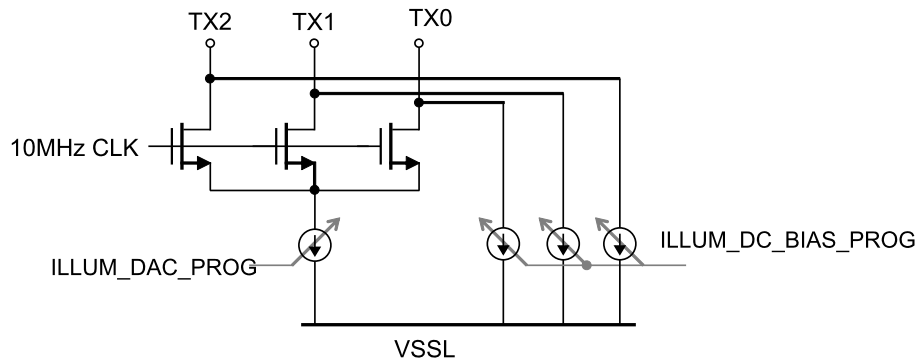 TX2
TX1
TX0
10MHz CLK
ILLUM_DAC_PROG
ILLUM_DC_BIAS_PROG
VSSL